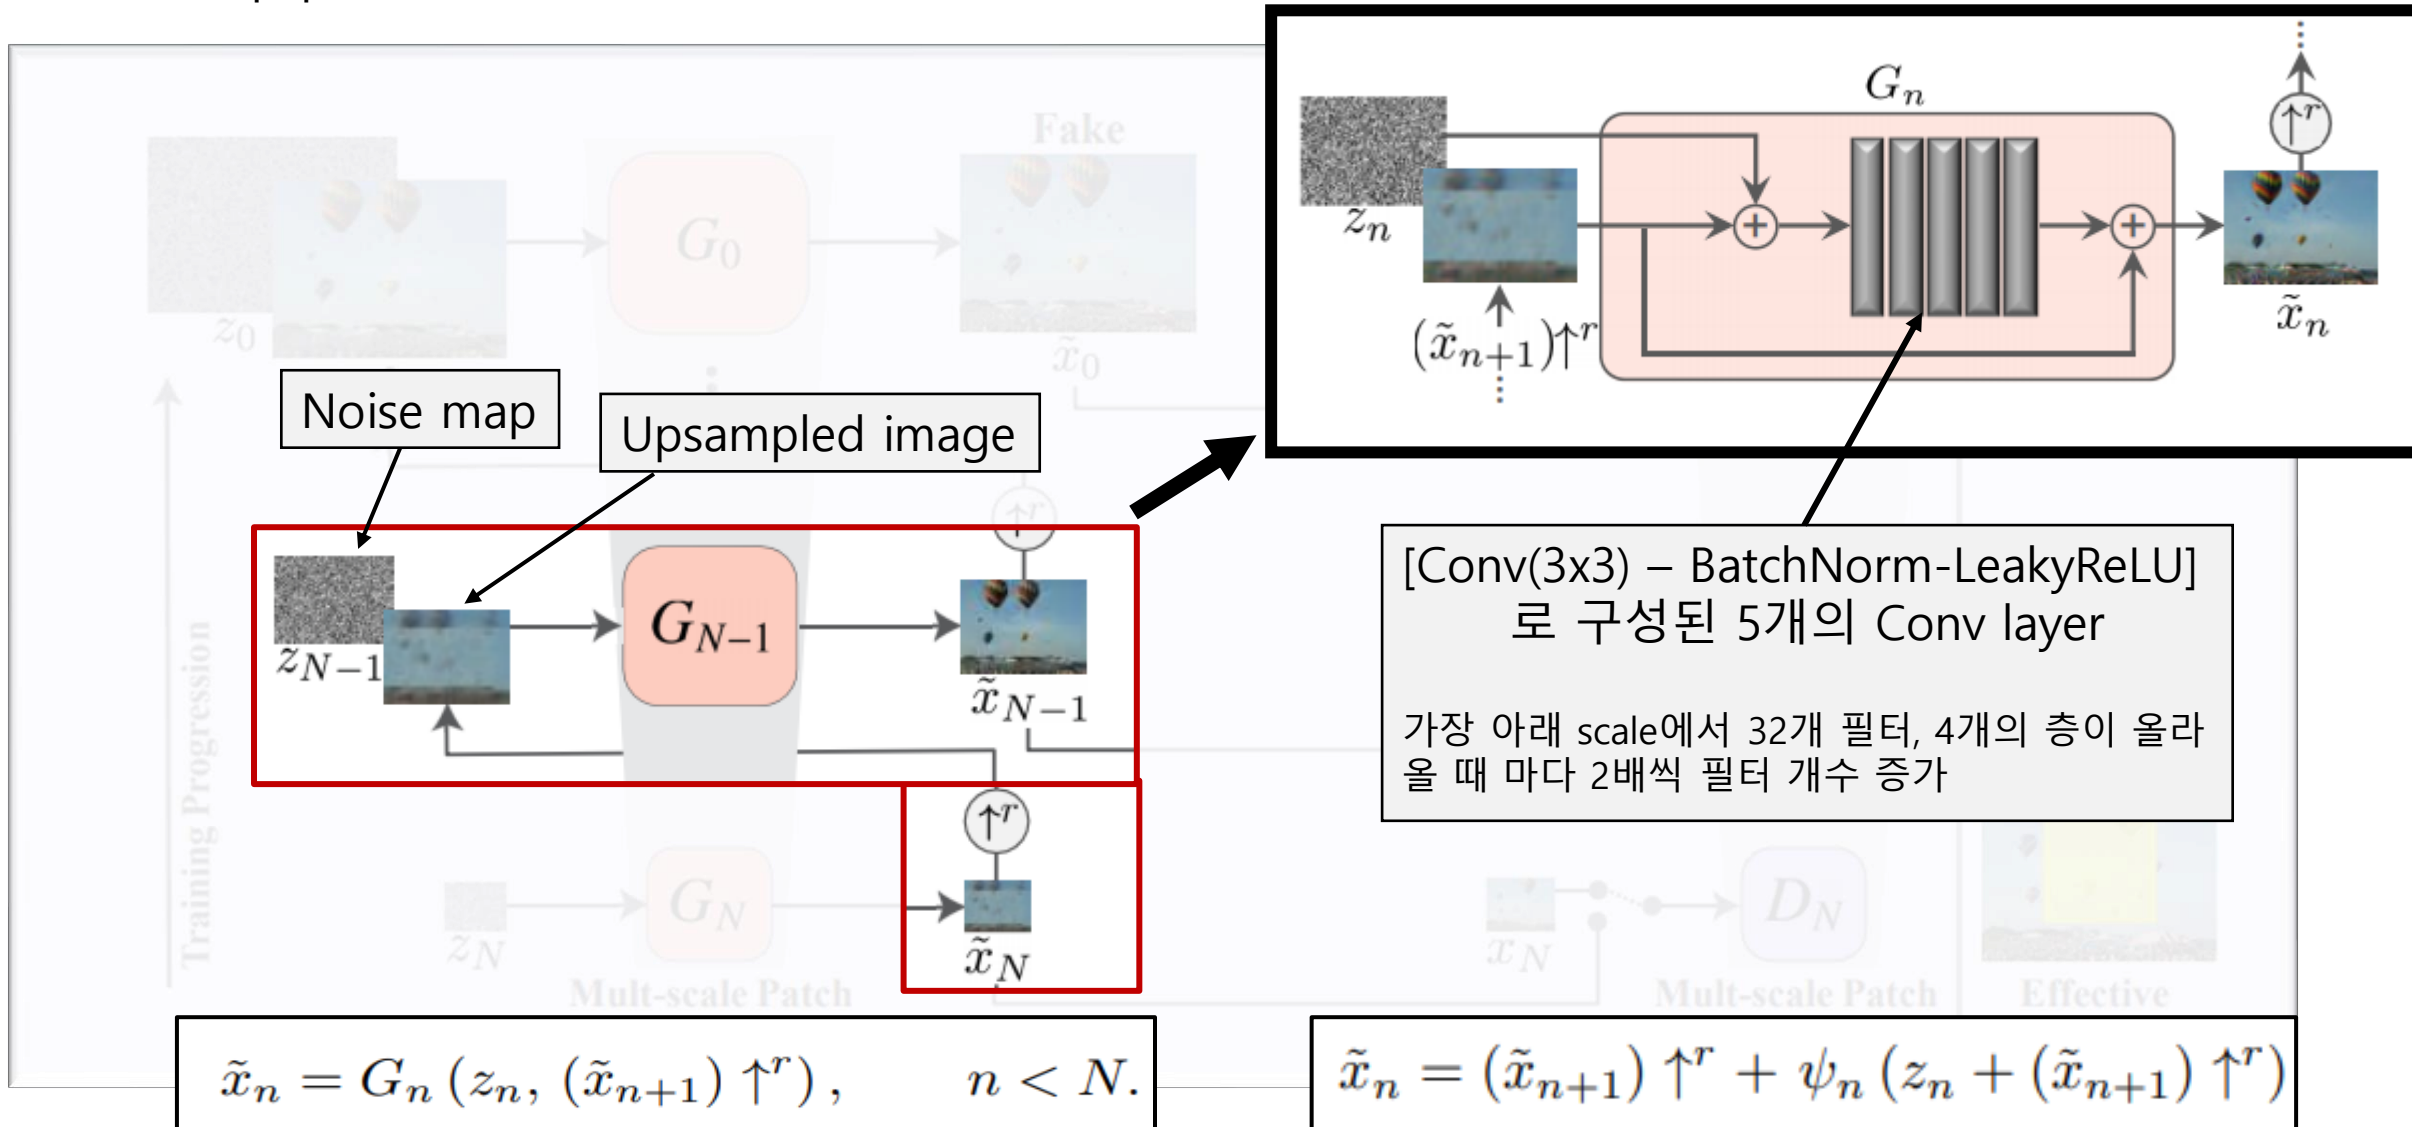 G_n
↑^r
z_n
(x̃_{n+1})↑^r
x̃_n
Fake
G_0
z_0
x̃_0
Noise map
Upsampled image
↑^r
z_{N−1}
G_{N−1}
x̃_{N−1}
[Conv(3x3) – BatchNorm-LeakyReLU]
로 구성된 5개의 Conv layer
가장 아래 scale에서 32개 필터, 4개의 층이 올라
올 때 마다 2배씩 필터 개수 증가
Training Progression
↑^r
z_N
G_N
x̃_N
x_N
D_N
Mult-scale Patch
Mult-scale Patch
Effective
x̃_n = G_n (z_n, (x̃_{n+1}) ↑^r), n < N.
x̃_n = (x̃_{n+1}) ↑^r + ψ_n (z_n + (x̃_{n+1}) ↑^r)